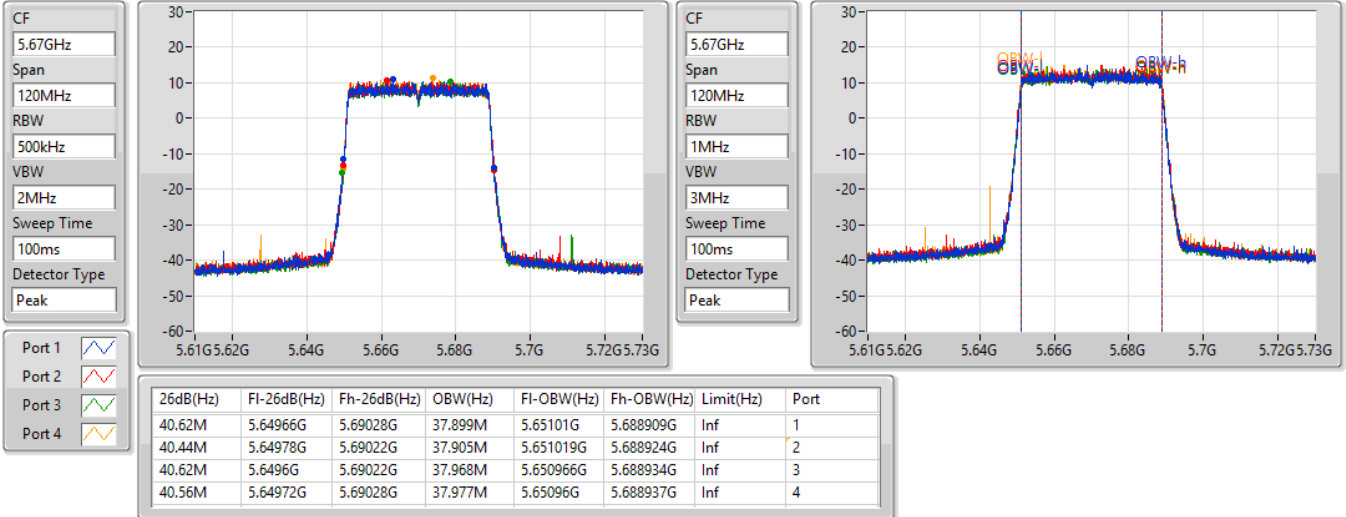 CF
5.67GHz
Span
120MHz
RBW
500kHz
VBW
2MHz
Sweep Time
100ms
Detector Type
Peak
30
20
10
0
-10
-20
-30
-40
-50
-60
5.61G 5.62G 5.64G 5.66G 5.68G 5.7G 5.72G 5.73G
CF
5.67GHz
Span
120MHz
RBW
1MHz
VBW
3MHz
Sweep Time
100ms
Detector Type
Peak
30
20
10
0
-10
-20
-30
-40
-50
-60
OBW-l OBW-h
5.61G 5.62G 5.64G 5.66G 5.68G 5.7G 5.72G 5.73G
Port 1
Port 2
Port 3
Port 4
26dB(Hz) Fl-26dB(Hz) Fh-26dB(Hz) OBW(Hz) Fl-OBW(Hz) Fh-OBW(Hz) Limit(Hz) Port
40.62M 5.64966G 5.69028G 37.899M 5.65101G 5.688909G Inf 1
40.44M 5.64978G 5.69022G 37.905M 5.651019G 5.688924G Inf 2
40.62M 5.6496G 5.69022G 37.968M 5.650966G 5.688934G Inf 3
40.56M 5.64972G 5.69028G 37.977M 5.65096G 5.688937G Inf 4